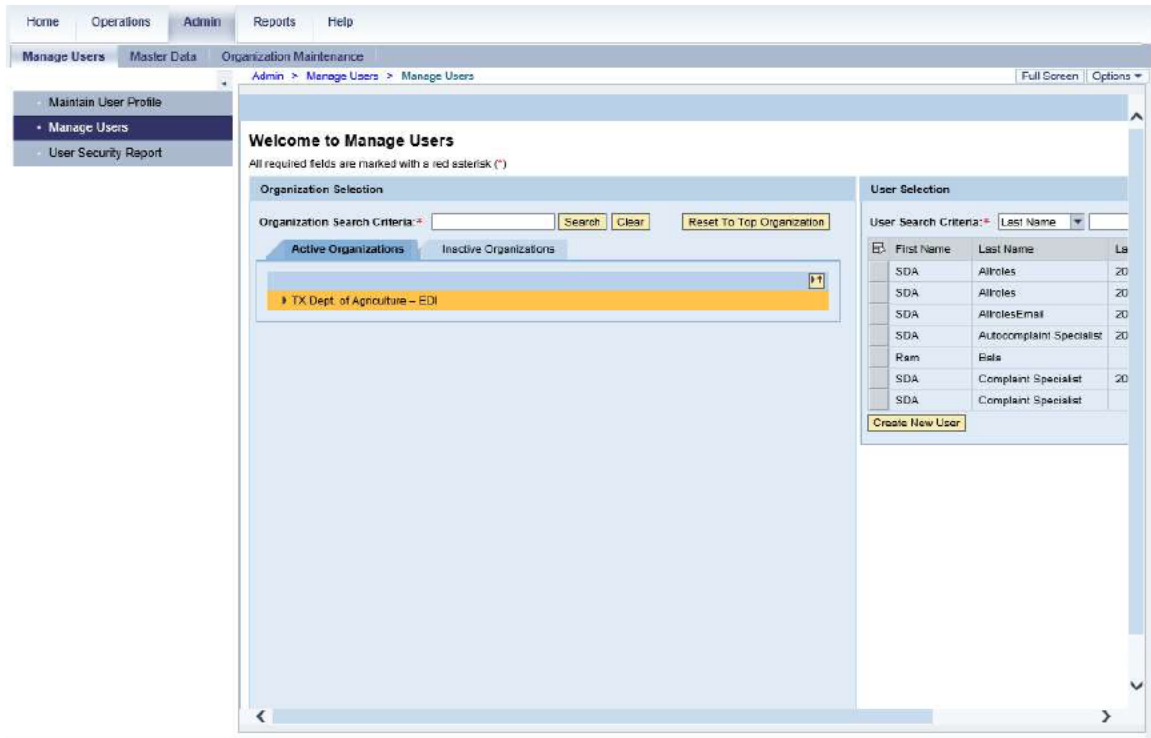 Home Operations Admin Reports Help
Manage Users Master Data Organization Maintenance
Admin > Manage Users > Manage Users Full Screen Options
Maintain User Profile
Manage Users
User Security Report
Welcome to Manage Users
All required fields are marked with a red asterisk (*)
Organization Selection User Selection
Organization Search Criteria:* Search Clear Reset To Top Organization User Search Criteria:* Last Name
Active Organizations Inactive Organizations
First Name Last Name La
TX Dept. of Agriculture – EDI
SDA Allroles 20
SDA Allroles 20
SDA AllrolesEmail 20
SDA Autocomplaint Specialist 20
Ram Bala
SDA Complaint Specialist 20
SDA Complaint Specialist
Create New User